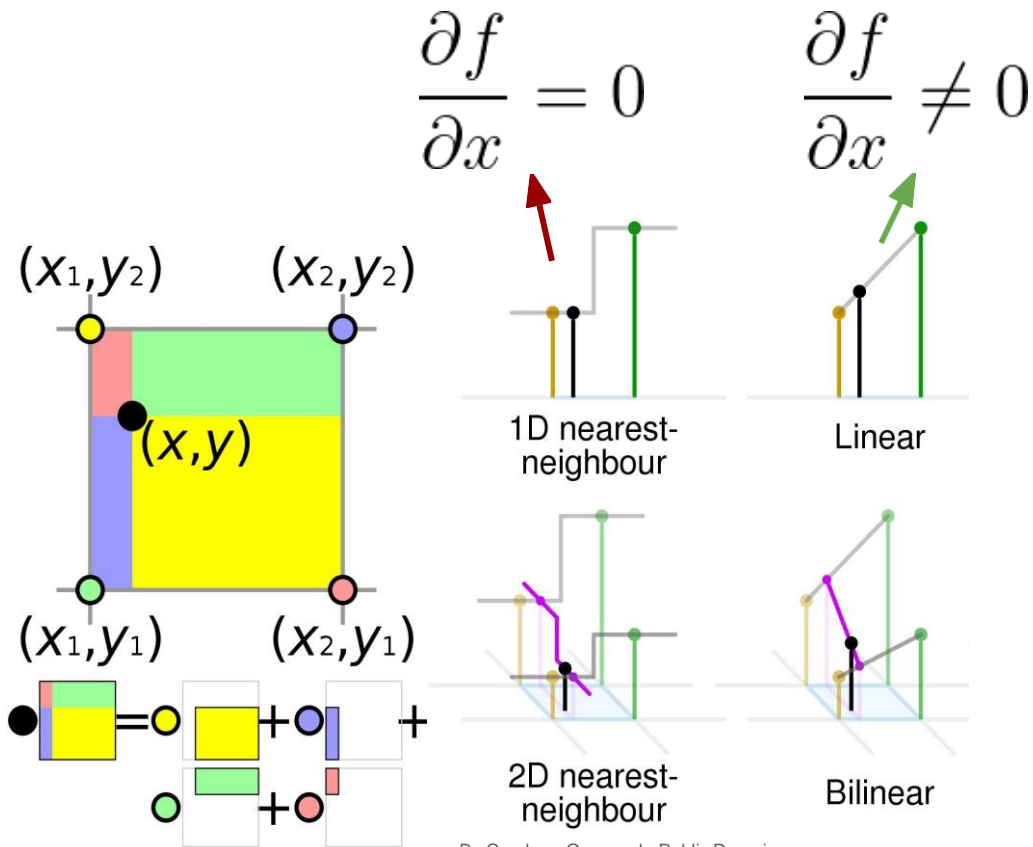 ∂f/∂x = 0
∂f/∂x ≠ 0
(x1,y2)
(x2,y2)
(x,y)
(x1,y1)
(x2,y1)
= + +
+
1D nearest-
neighbour
Linear
2D nearest-
neighbour
Bilinear